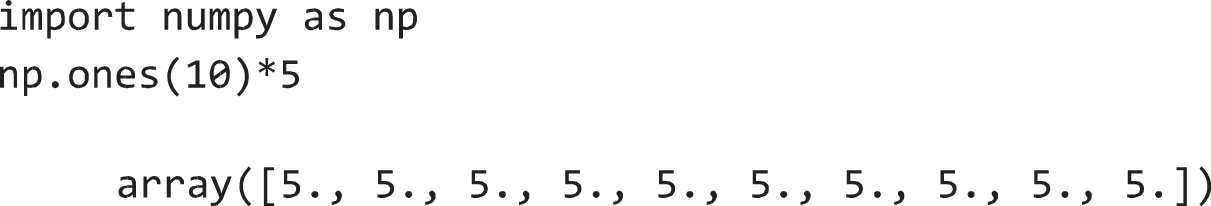 import numpy as np
np.ones(10)*5
array([5., 5., 5., 5., 5., 5., 5., 5., 5., 5.])